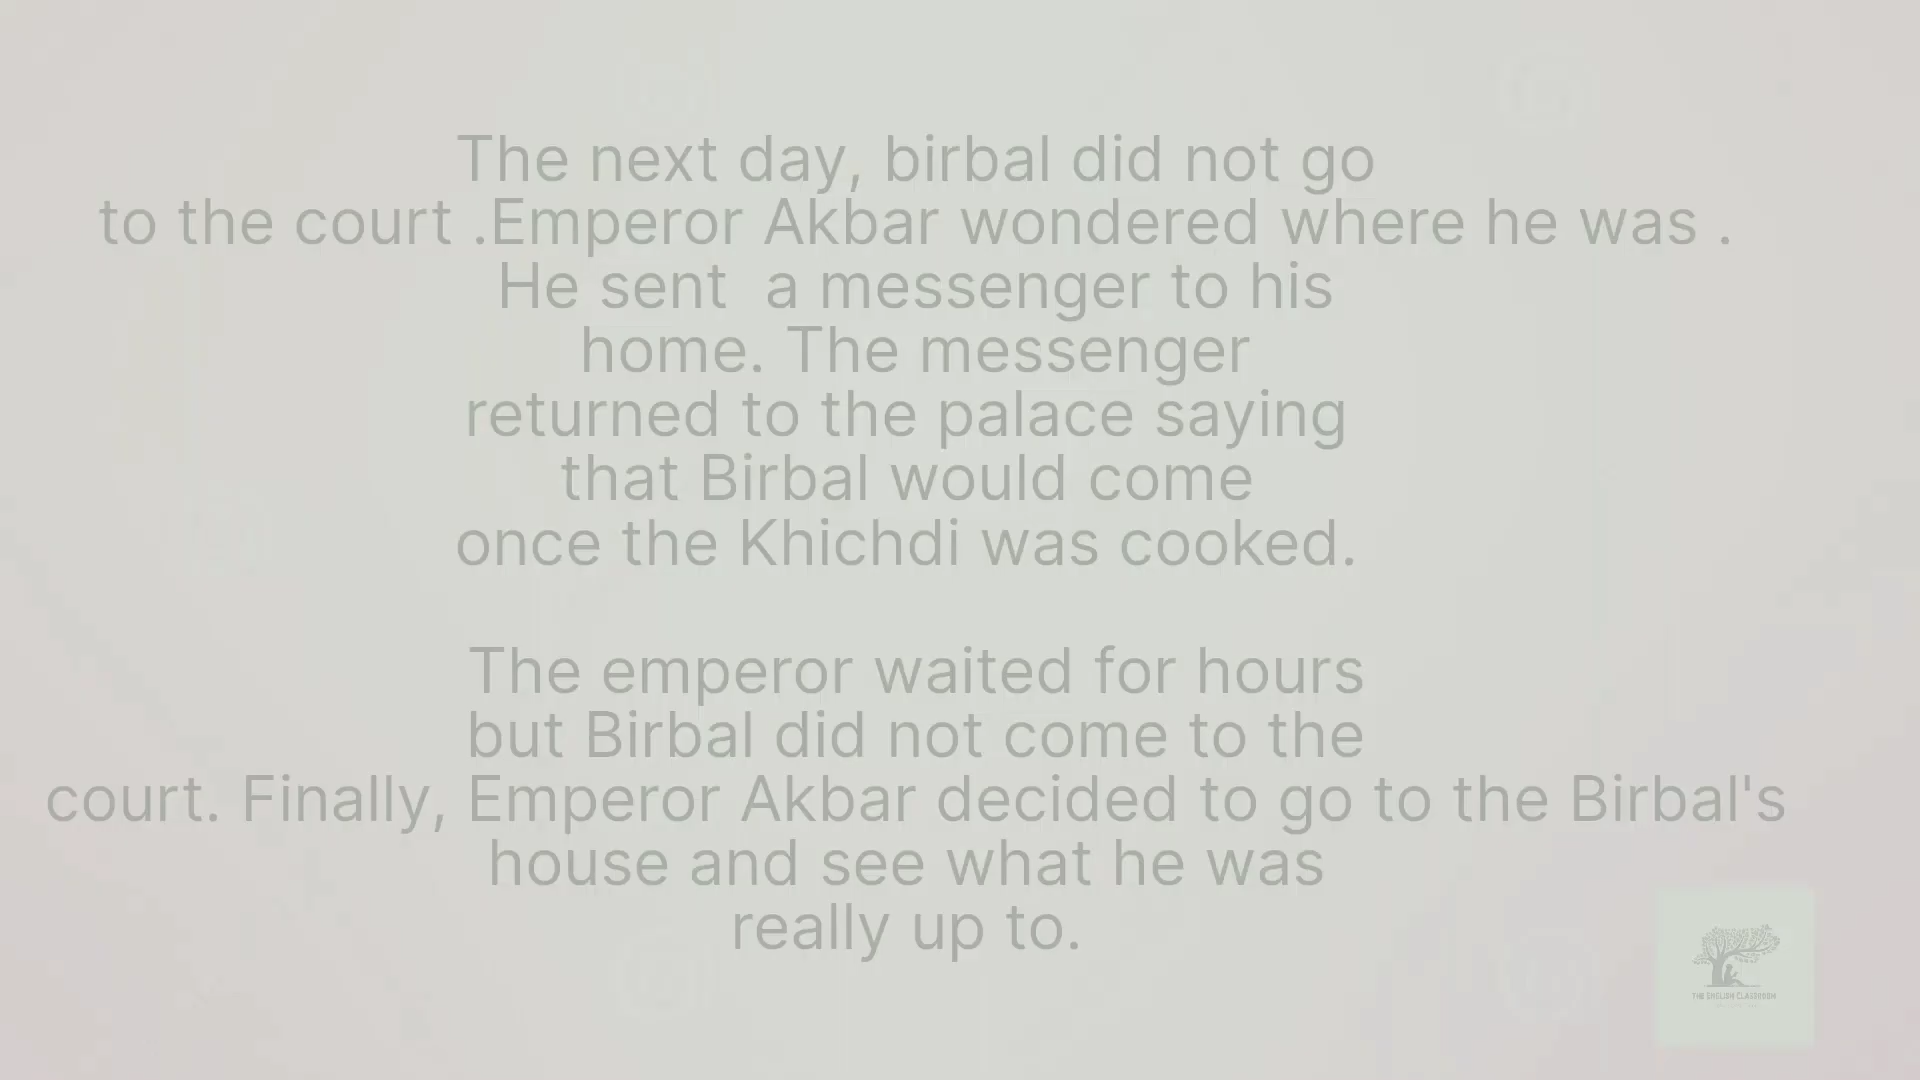 The next day, birbal did not go
to the court .Emperor Akbar wondered where he was .
He sent  a messenger to his
home. The messenger
returned to the palace saying
that Birbal would come
once the Khichdi was cooked.
The emperor waited for hours
but Birbal did not come to the
court. Finally, Emperor Akbar decided to go to the Birbal's
house and see what he was
really up to.
THE ENGLISH CLASSROOM